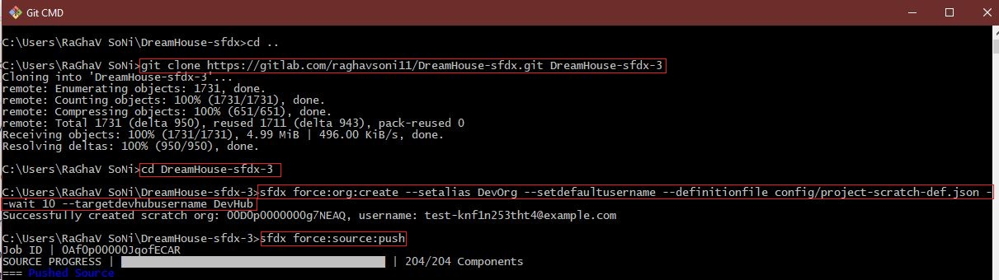 Git CMD
C:\Users\RaGhaV SoNi\DreamHouse-sfdx>cd ..
C:\Users\RaGhaV SoNi>git clone https://gitlab.com/raghavsoni11/DreamHouse-sfdx.git DreamHouse-sfdx-3
Cloning into 'DreamHouse-sfdx-3'...
remote: Enumerating objects: 1731, done.
remote: Counting objects: 100% (1731/1731), done.
remote: Compressing objects: 100% (651/651), done.
remote: Total 1731 (delta 950), reused 1711 (delta 943), pack-reused 0
Receiving objects: 100% (1731/1731), 4.99 MiB | 496.00 KiB/s, done.
Resolving deltas: 100% (950/950), done.
C:\Users\RaGhaV SoNi>cd DreamHouse-sfdx-3
C:\Users\RaGhaV SoNi\DreamHouse-sfdx-3>sfdx force:org:create --setalias DevOrg --setdefaultusername --definitionfile config/project-scratch-def.json -
-wait 10 --targetdevhubusername DevHub
Successfully created scratch org: 00D0p0000000g7NEAQ, username: test-knf1n253tht4@example.com
C:\Users\RaGhaV SoNi\DreamHouse-sfdx-3>sfdx force:source:push
Job ID | 0Af0p00000JqofECAR
SOURCE PROGRESS | ████████████████████████████████████████ | 204/204 Components
=== Pushed Source